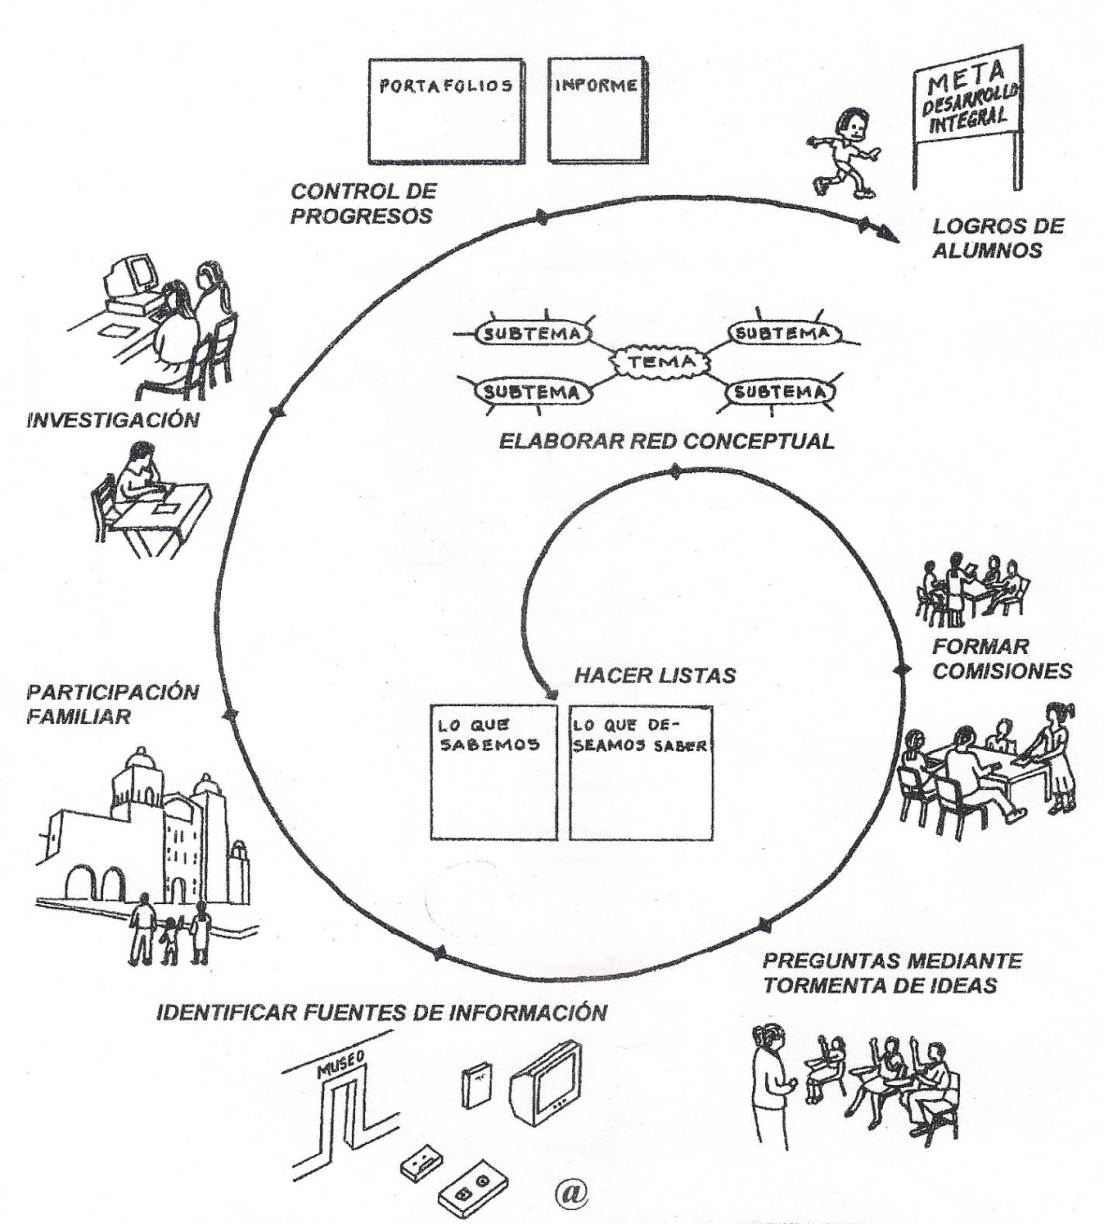 PORTAFOLIOS
INFORME
META
DESARROLLO
INTEGRAL
CONTROL DE
PROGRESOS
LOGROS DE
ALUMNOS
SUBTEMA
SUBTEMA
TEMA
SUBTEMA
SUBTEMA
INVESTIGACIÓN
ELABORAR RED CONCEPTUAL
FORMAR
COMISIONES
HACER LISTAS
PARTICIPACIÓN
FAMILIAR
LO QUE
SABEMOS
LO QUE DE-
SEAMOS SABER
PREGUNTAS MEDIANTE
TORMENTA DE IDEAS
IDENTIFICAR FUENTES DE INFORMACIÓN
MUSEO
@